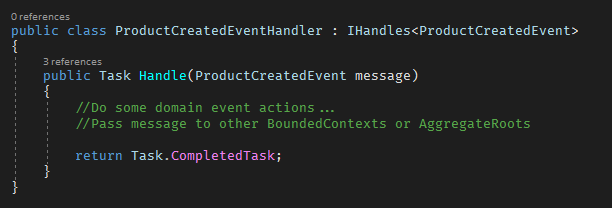 0 references
public class ProductCreatedEventHandler : IHandles<ProductCreatedEvent>
{
3 references
public Task Handle(ProductCreatedEvent message)
{
//Do some domain event actions...
//Pass message to other BoundedContexts or AggregateRoots
return Task.CompletedTask;
}
}